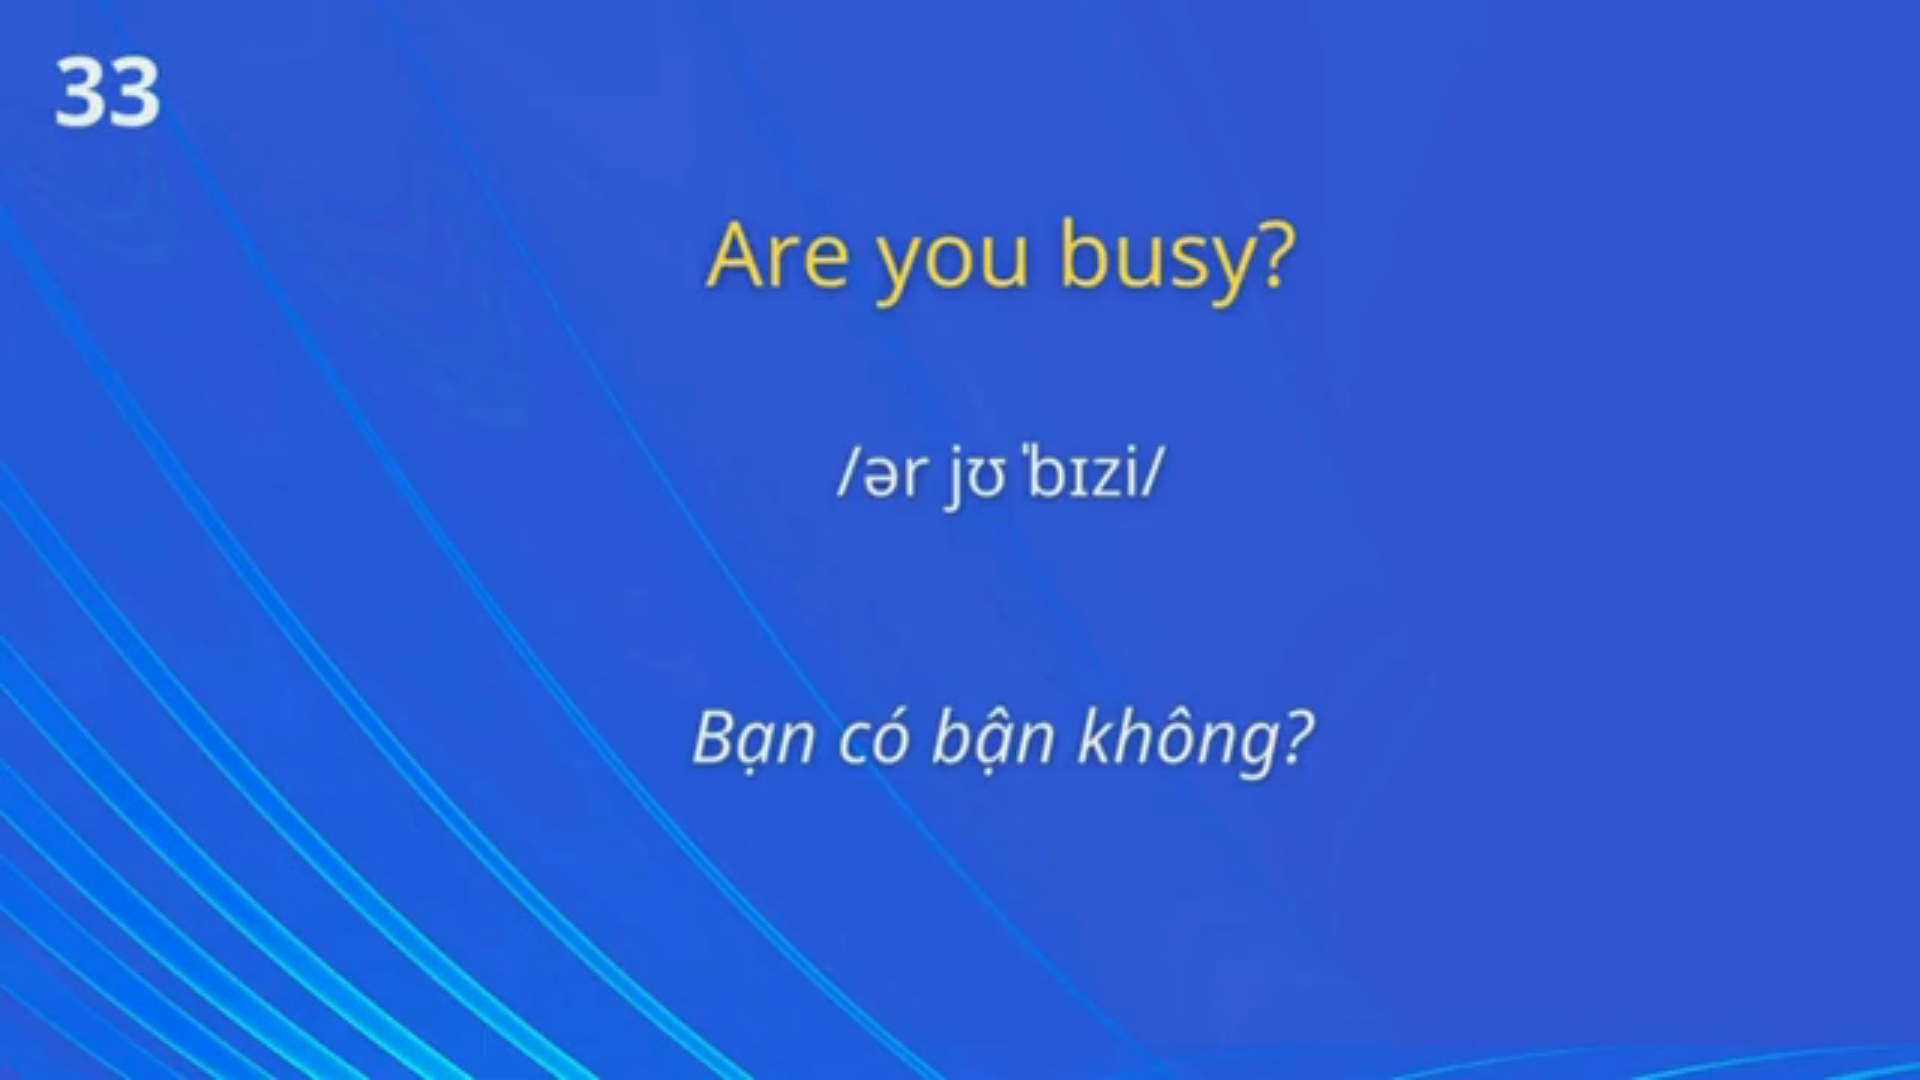 33
Are you busy?
/ər jʊ ˈbɪzi/
Bạn có bận không?